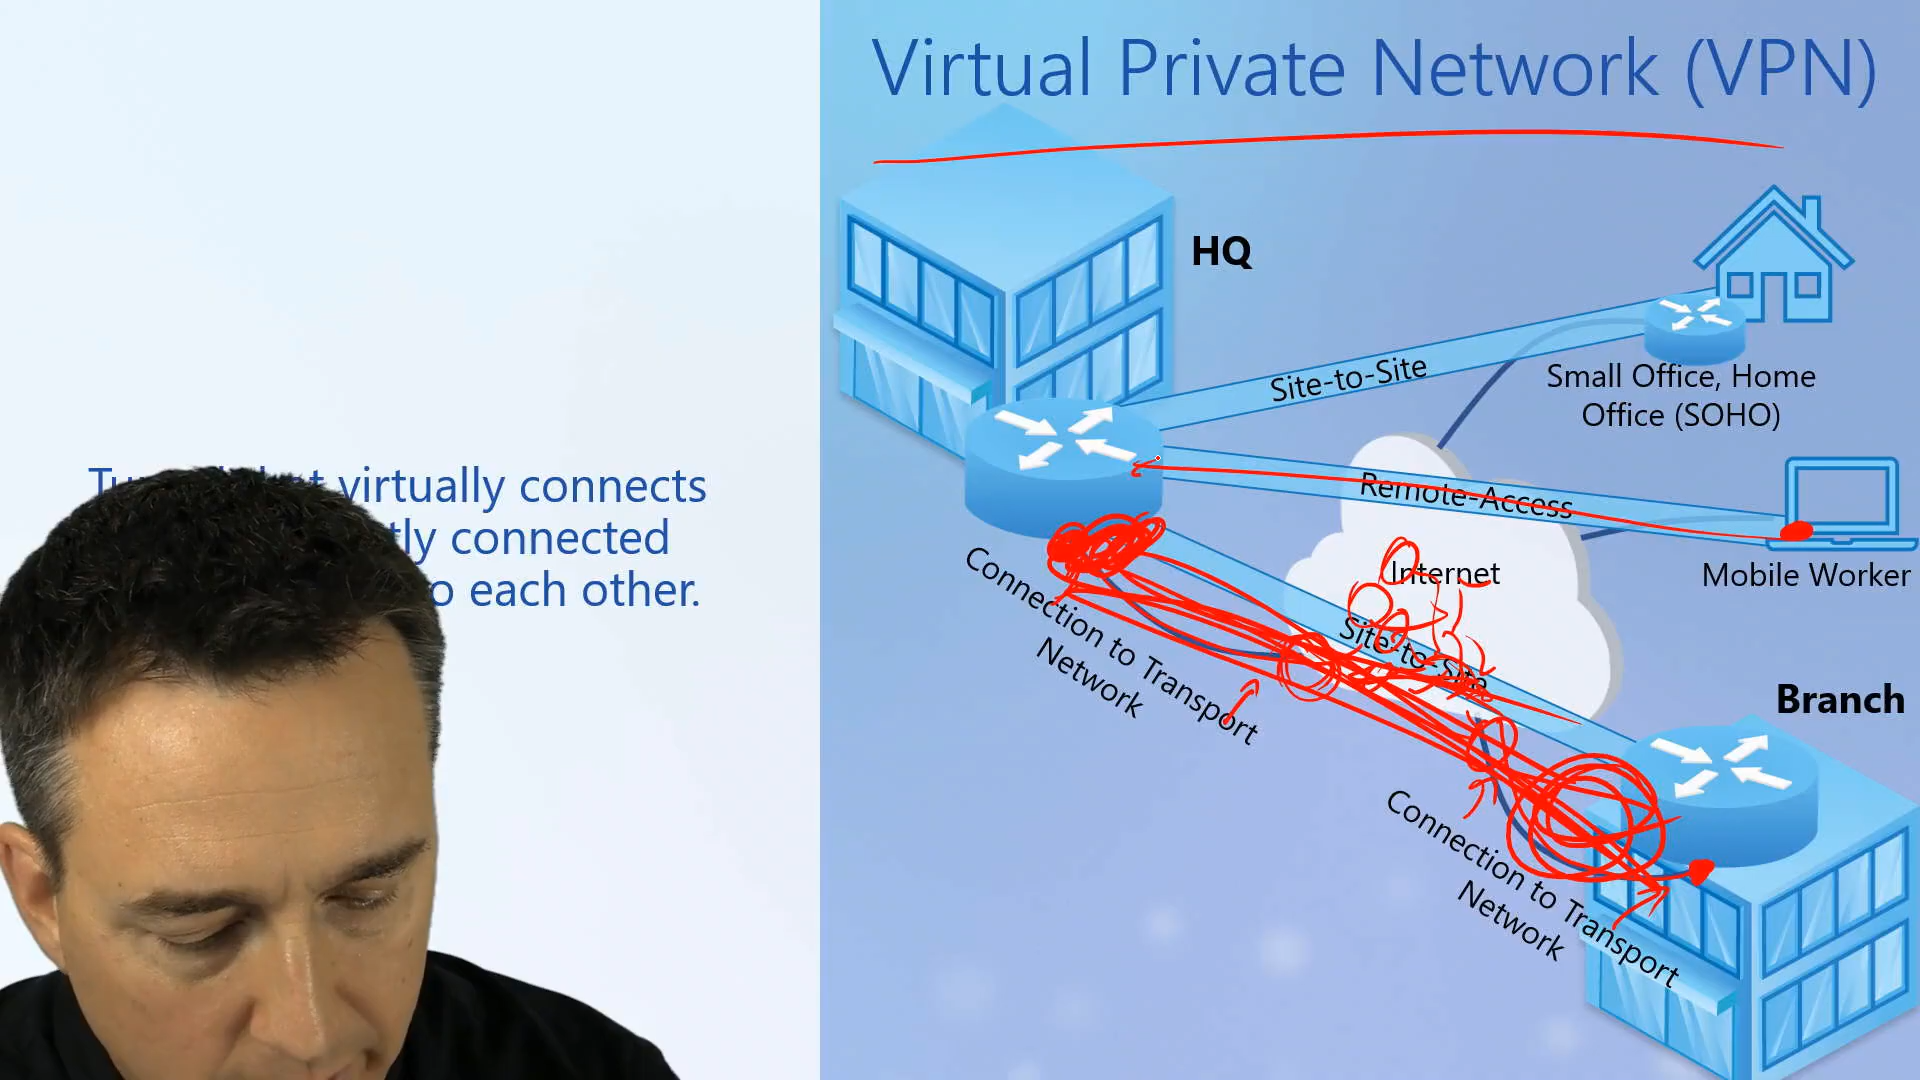 Virtual Private Network (VPN)
HQ
Site-to-Site
Small Office, Home
Office (SOHO)
virtually connects
connected
each other.
Remote-Access
Internet
Mobile Worker
Site-to-Site
Connection to Transport
Network
Branch
Connection to Transport
Network